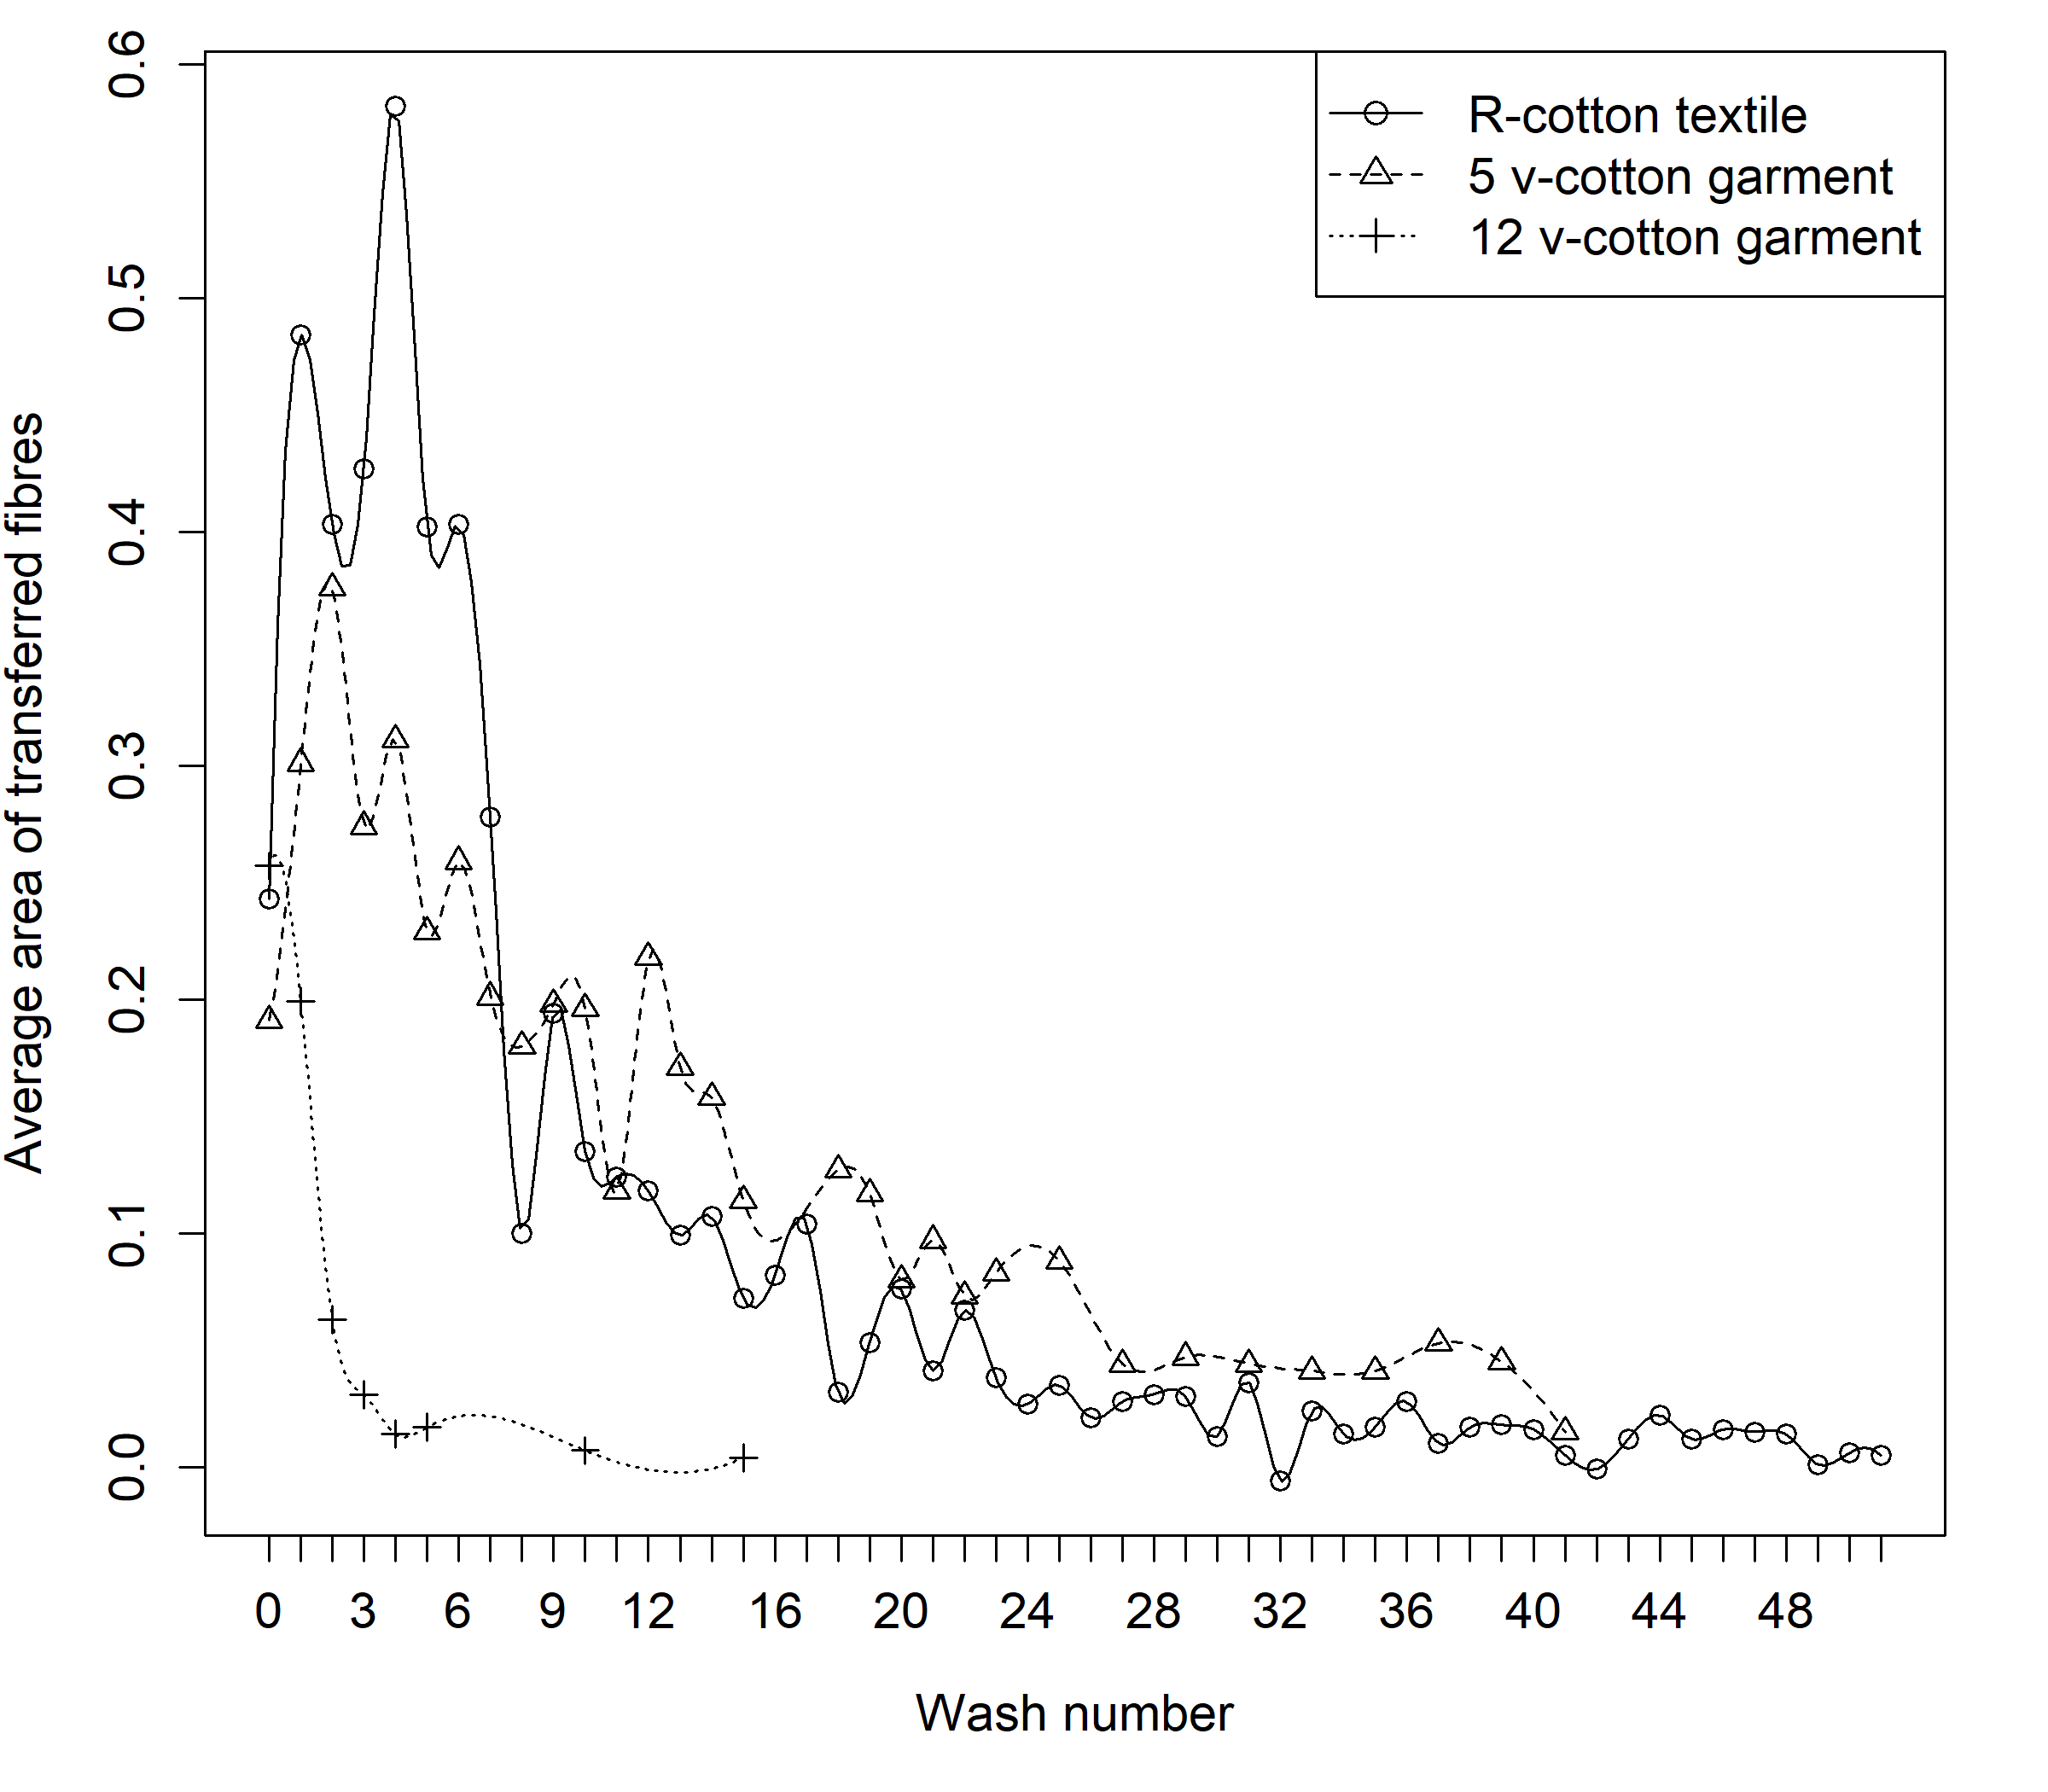 Average area of transferred fibres
0.6
0.5
0.4
0.3
0.2
0.1
0.0
R-cotton textile
5 v-cotton garment
12 v-cotton garment
0 3 6 9 12 16 20 24 28 32 36 40 44 48
Wash number